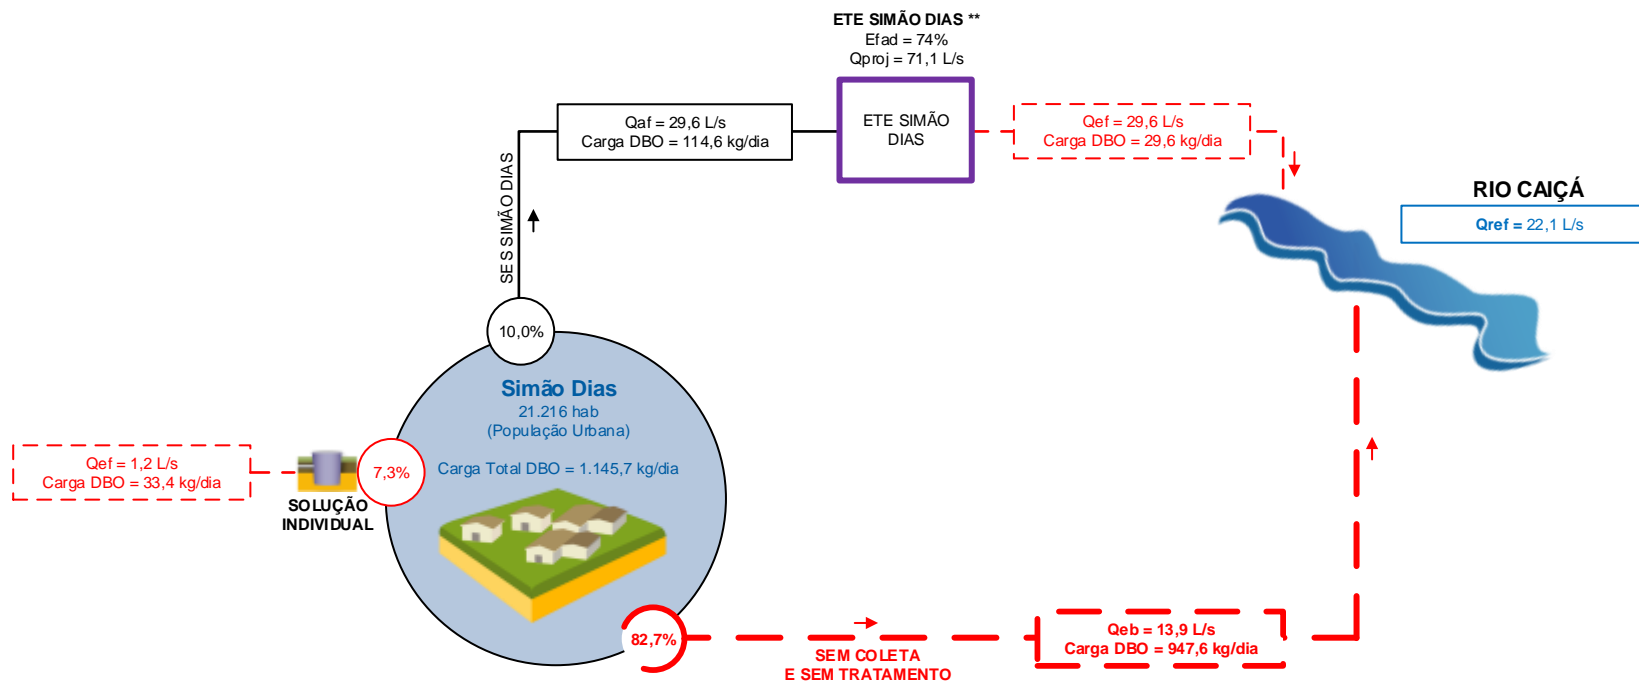 ETE SIMÃO DIAS **
Efad = 74%
Qproj = 71,1 L/s
ETE SIMÃO
DIAS
Qaf = 29,6 L/s
Carga DBO = 114,6 kg/dia
Qef = 29,6 L/s
Carga DBO = 29,6 kg/dia
RIO CAIÇÁ
Qref = 22,1 L/s
SES SIMÃO DIAS
10,0%
Simão Dias
21.216 hab
(População Urbana)
Carga Total DBO = 1.145,7 kg/dia
Qef = 1,2 L/s
Carga DBO = 33,4 kg/dia
7,3%
SOLUÇÃO
INDIVIDUAL
82,7%
SEM COLETA
E SEM TRATAMENTO
Qeb = 13,9 L/s
Carga DBO = 947,6 kg/dia